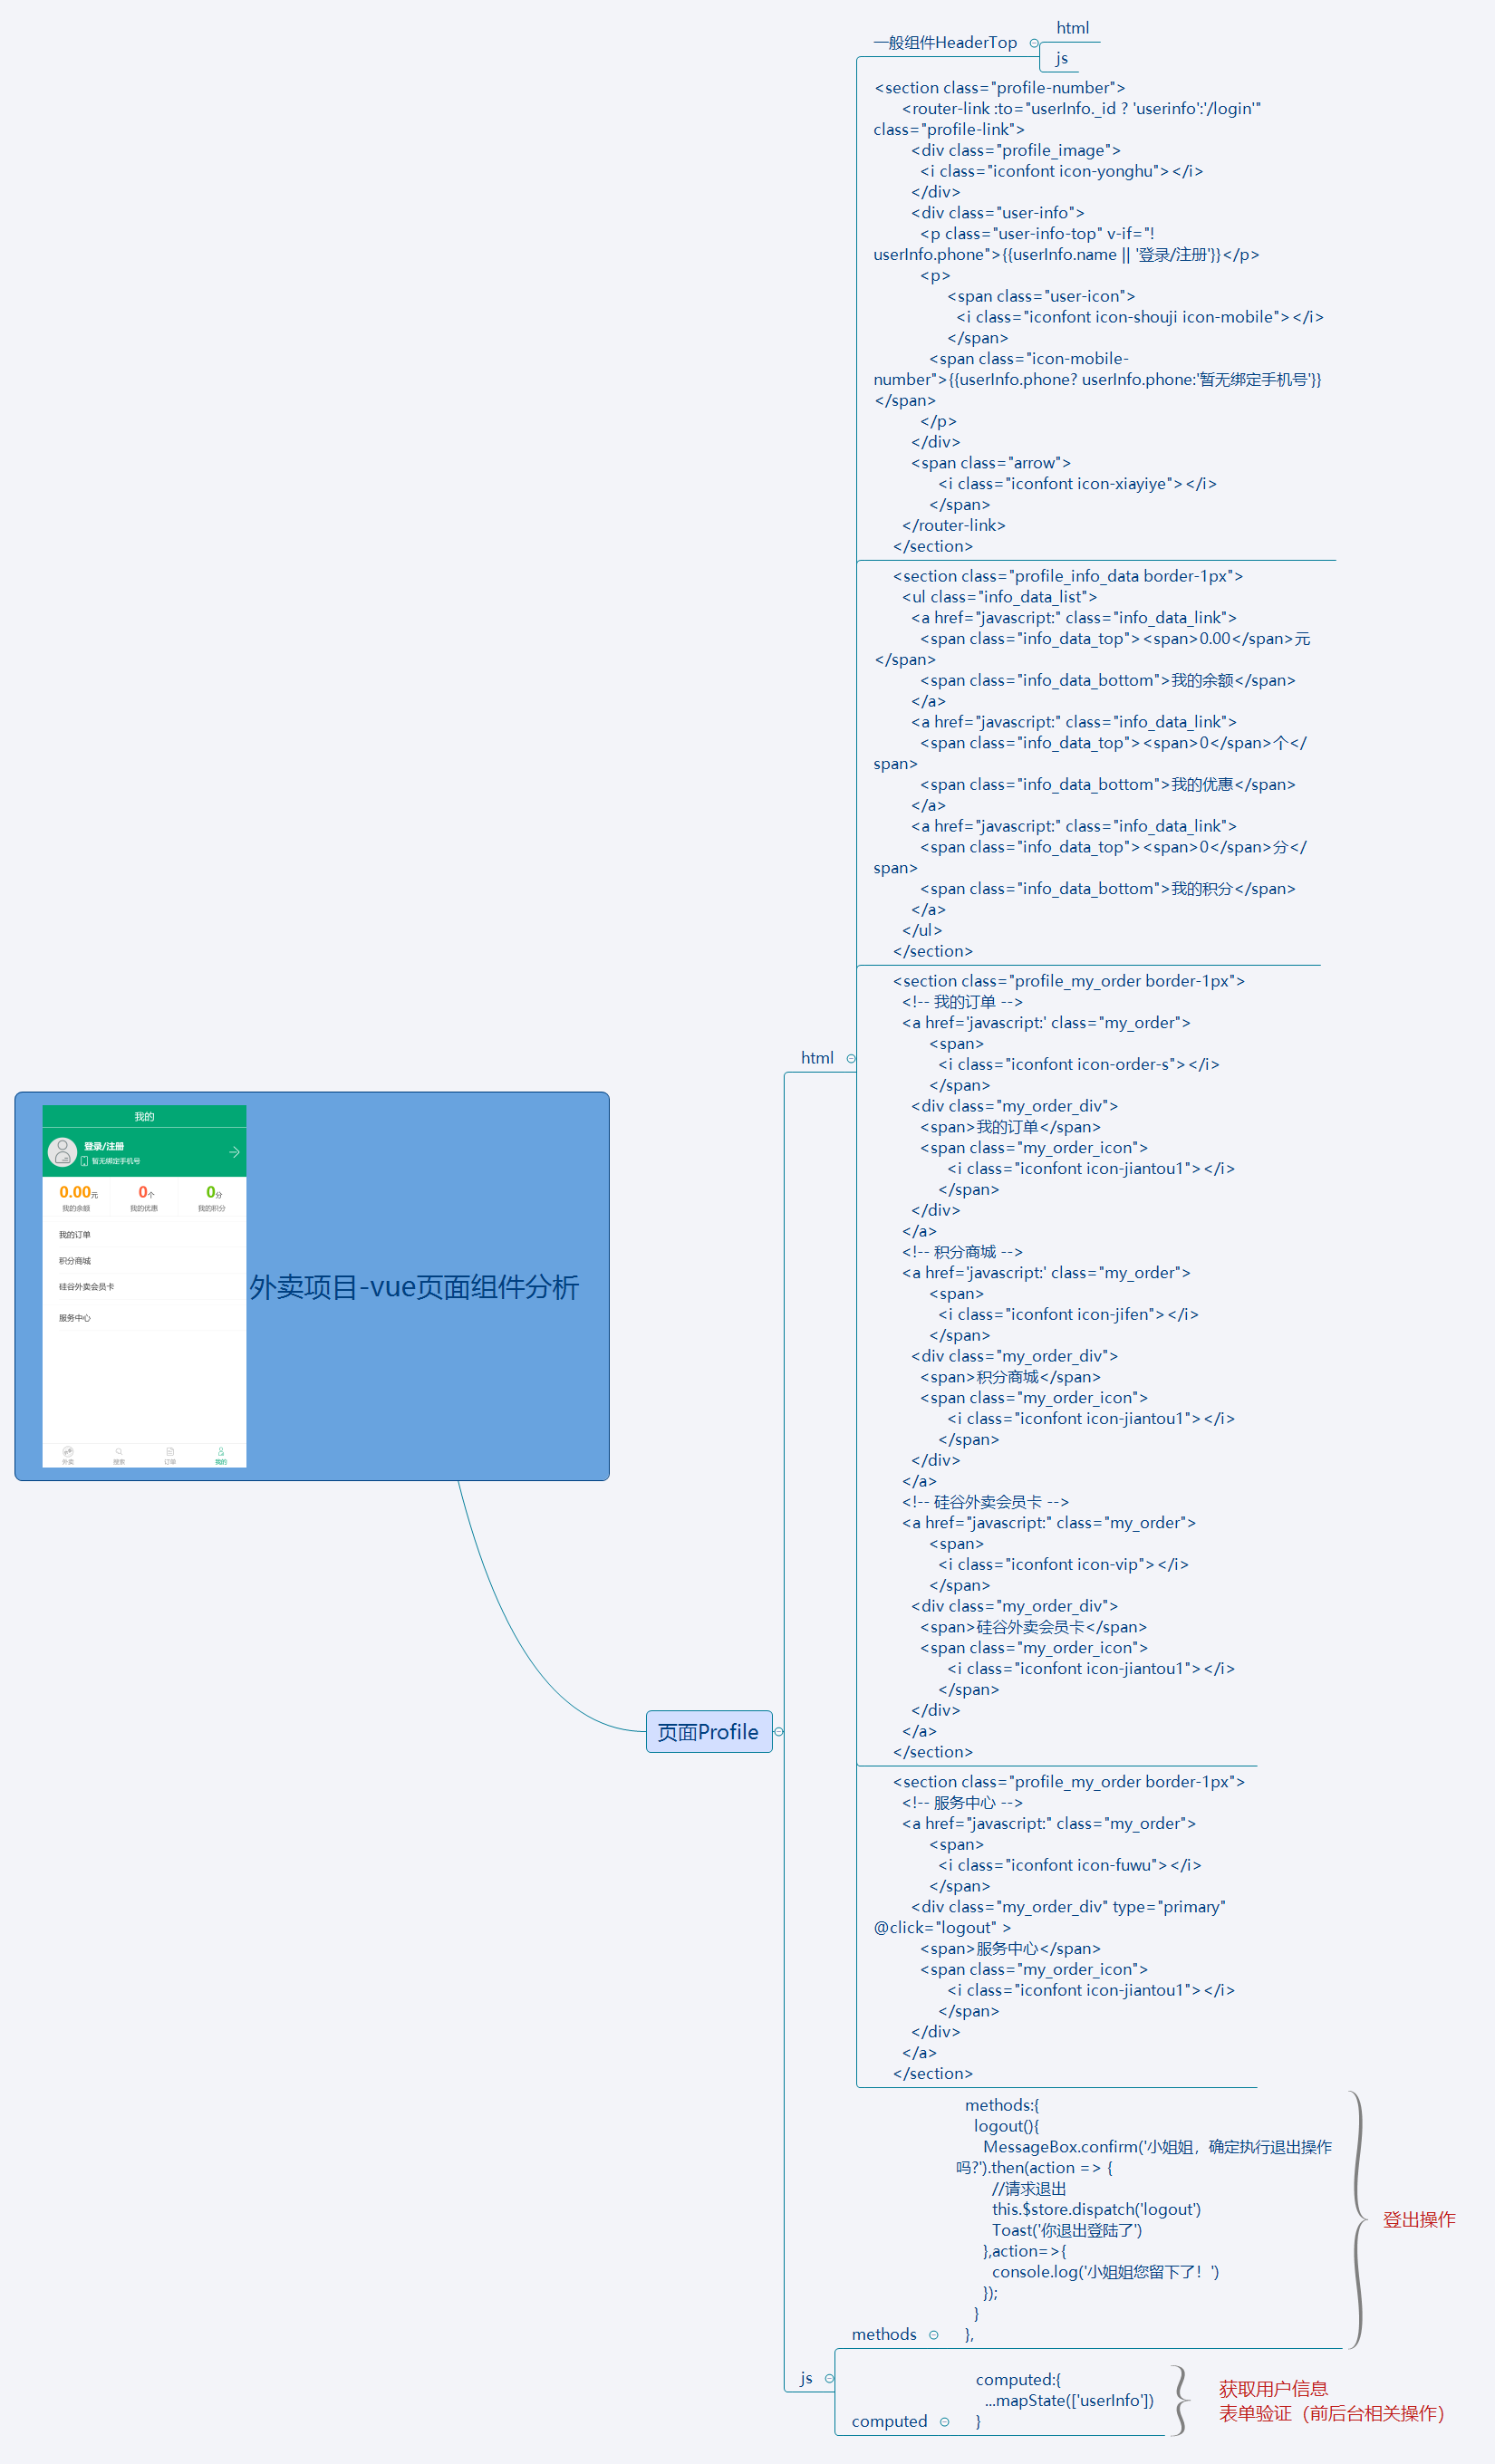 一般组件HeaderTop
html
js
<section class="profile-number">
<router-link :to="userInfo._id ? 'userinfo':'/login'"
class="profile-link">
<div class="profile_image">
<i class="iconfont icon-yonghu"></i>
</div>
<div class="user-info">
<p class="user-info-top" v-if="!
userInfo.phone">{{userInfo.name || '登录/注册'}}</p>
<p>
<span class="user-icon">
<i class="iconfont icon-shouji icon-mobile"></i>
</span>
<span class="icon-mobile-
number">{{userInfo.phone? userInfo.phone:'暂无绑定手机号'}}
</span>
</p>
</div>
<span class="arrow">
<i class="iconfont icon-xiayiye"></i>
</span>
</router-link>
</section>
<section class="profile_info_data border-1px">
<ul class="info_data_list">
<a href="javascript:" class="info_data_link">
<span class="info_data_top"><span>0.00</span>元
</span>
<span class="info_data_bottom">我的余额</span>
</a>
<a href="javascript:" class="info_data_link">
<span class="info_data_top"><span>0</span>个</
span>
<span class="info_data_bottom">我的优惠</span>
</a>
<a href="javascript:" class="info_data_link">
<span class="info_data_top"><span>0</span>分</
span>
<span class="info_data_bottom">我的积分</span>
</a>
</ul>
</section>
html
<section class="profile_my_order border-1px">
<!-- 我的订单 -->
<a href='javascript:' class="my_order">
<span>
<i class="iconfont icon-order-s"></i>
</span>
<div class="my_order_div">
<span>我的订单</span>
<span class="my_order_icon">
<i class="iconfont icon-jiantou1"></i>
</span>
</div>
</a>
<!-- 积分商城 -->
<a href='javascript:' class="my_order">
<span>
<i class="iconfont icon-jifen"></i>
</span>
<div class="my_order_div">
<span>积分商城</span>
<span class="my_order_icon">
<i class="iconfont icon-jiantou1"></i>
</span>
</div>
</a>
<!-- 硅谷外卖会员卡 -->
<a href="javascript:" class="my_order">
<span>
<i class="iconfont icon-vip"></i>
</span>
<div class="my_order_div">
<span>硅谷外卖会员卡</span>
<span class="my_order_icon">
<i class="iconfont icon-jiantou1"></i>
</span>
</div>
</a>
</section>
我的
登录/注册
暂无绑定手机号
0.00元
0个
0分
我的余额
我的优惠
我的积分
我的订单
积分商城
硅谷外卖会员卡
服务中心
外卖
搜索
订单
我的
外卖项目-vue页面组件分析
页面Profile
<section class="profile_my_order border-1px">
<!-- 服务中心 -->
<a href="javascript:" class="my_order">
<span>
<i class="iconfont icon-fuwu"></i>
</span>
<div class="my_order_div" type="primary"
@click="logout" >
<span>服务中心</span>
<span class="my_order_icon">
<i class="iconfont icon-jiantou1"></i>
</span>
</div>
</a>
</section>
js
methods
methods:{
logout(){
MessageBox.confirm('小姐姐，确定执行退出操作
吗?').then(action => {
//请求退出
this.$store.dispatch('logout')
Toast('你退出登陆了')
},action=>{
console.log('小姐姐您留下了！')
});
}
},
登出操作
computed
computed:{
...mapState(['userInfo'])
}
获取用户信息
表单验证（前后台相关操作）